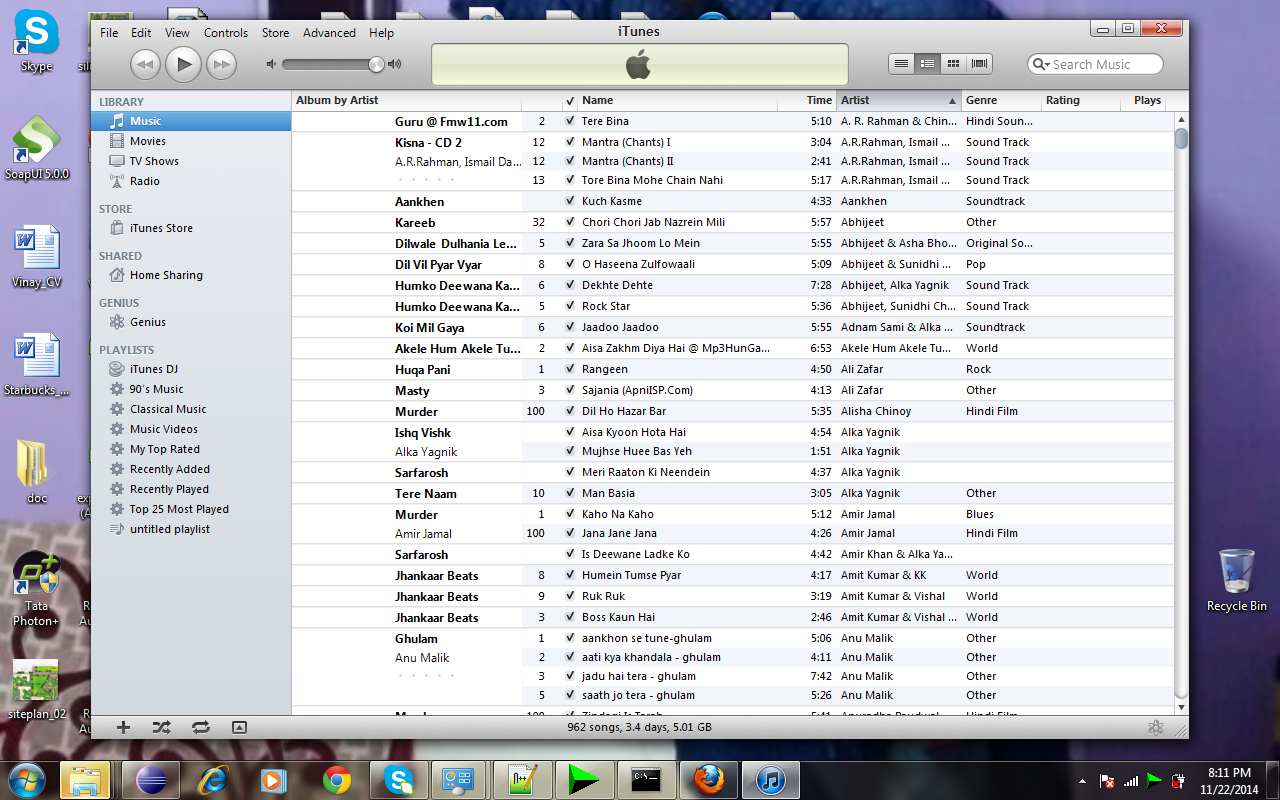 File Edit View Controls Store Advanced Help
iTunes
Search Music
LIBRARY
Music
Movies
TV Shows
Radio
STORE
iTunes Store
SHARED
Home Sharing
GENIUS
Genius
PLAYLISTS
iTunes DJ
90's Music
Classical Music
Music Videos
My Top Rated
Recently Added
Recently Played
Top 25 Most Played
untitled playlist
Album by Artist ✓ Name Time Artist Genre Rating Plays
Guru @ Fmw11.com 2 Tere Bina 5:10 A. R. Rahman & Chin... Hindi Soun...
Kisna - CD 2 12 Mantra (Chants) I 3:04 A.R.Rahman, Ismail ... Sound Track
A.R.Rahman, Ismail Da... 12 Mantra (Chants) II 2:41 A.R.Rahman, Ismail ... Sound Track
13 Tore Bina Mohe Chain Nahi 5:17 A.R.Rahman, Ismail ... Sound Track
Aankhen Kuch Kasme 4:33 Aankhen Soundtrack
Kareeb 32 Chori Chori Jab Nazrein Mili 5:57 Abhijeet Other
Dilwale Dulhania Le... 5 Zara Sa Jhoom Lo Mein 5:55 Abhijeet & Asha Bho... Original So...
Dil Vil Pyar Vyar 8 O Haseena Zulfowaali 5:09 Abhijeet & Sunidhi ... Pop
Humko Deewana Ka... 6 Dekhte Dehte 7:28 Abhijeet, Alka Yagnik Sound Track
Humko Deewana Ka... 5 Rock Star 5:36 Abhijeet, Sunidhi Ch... Sound Track
Koi Mil Gaya 6 Jaadoo Jaadoo 5:55 Adnam Sami & Alka ... Soundtrack
Akele Hum Akele Tu... 2 Aisa Zakhm Diya Hai @ Mp3HunGa... 6:53 Akele Hum Akele Tu... World
Huqa Pani 1 Rangeen 4:50 Ali Zafar Rock
Masty 3 Sajania (ApniISP.Com) 4:13 Ali Zafar Other
Murder 100 Dil Ho Hazar Bar 5:35 Alisha Chinoy Hindi Film
Ishq Vishk Aisa Kyoon Hota Hai 4:54 Alka Yagnik
Alka Yagnik Mujhse Huee Bas Yeh 1:51 Alka Yagnik
Sarfarosh Meri Raaton Ki Neendein 4:37 Alka Yagnik
Tere Naam 10 Man Basia 3:05 Alka Yagnik Other
Murder 1 Kaho Na Kaho 5:12 Amir Jamal Blues
Amir Jamal 100 Jana Jane Jana 4:26 Amir Jamal Hindi Film
Sarfarosh Is Deewane Ladke Ko 4:42 Amir Khan & Alka Ya...
Jhankaar Beats 8 Humein Tumse Pyar 4:17 Amit Kumar & KK World
Jhankaar Beats 9 Ruk Ruk 3:19 Amit Kumar & Vishal World
Jhankaar Beats 3 Boss Kaun Hai 2:46 Amit Kumar & Vishal ... World
Ghulam 1 aankhon se tune-ghulam 5:06 Anu Malik Other
Anu Malik 2 aati kya khandala - ghulam 4:11 Anu Malik Other
3 jadu hai tera - ghulam 7:42 Anu Malik Other
5 saath jo tera - ghulam 5:26 Anu Malik Other
962 songs, 3.4 days, 5.01 GB
Skype
SoapUI 5.0.0
Vinay_CV
Starbucks_...
doc
Tata
Photon+
siteplan_02
Recycle Bin
8:11 PM
11/22/2014